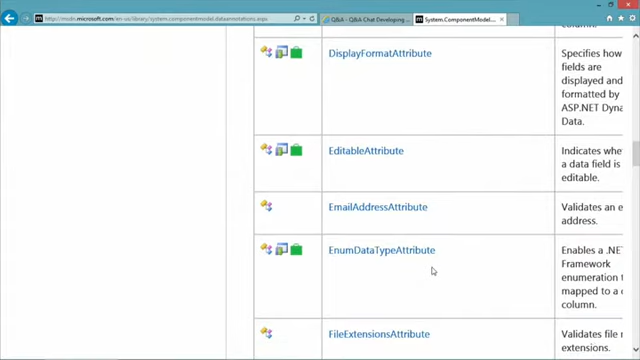 http://msdn.microsoft.com/en-us/library/system.componentmodel.dataannotations.aspx
Q&A - Q&A Chat Developing ...
System.ComponentModel....
column.
DisplayFormatAttribute
Specifies how
fields are
displayed and
formatted by
ASP.NET Dyna
Data.
EditableAttribute
Indicates whe
a data field is
editable.
EmailAddressAttribute
Validates an e
address.
EnumDataTypeAttribute
Enables a .NE
Framework
enumeration t
mapped to a c
column.
FileExtensionsAttribute
Validates file n
extensions.